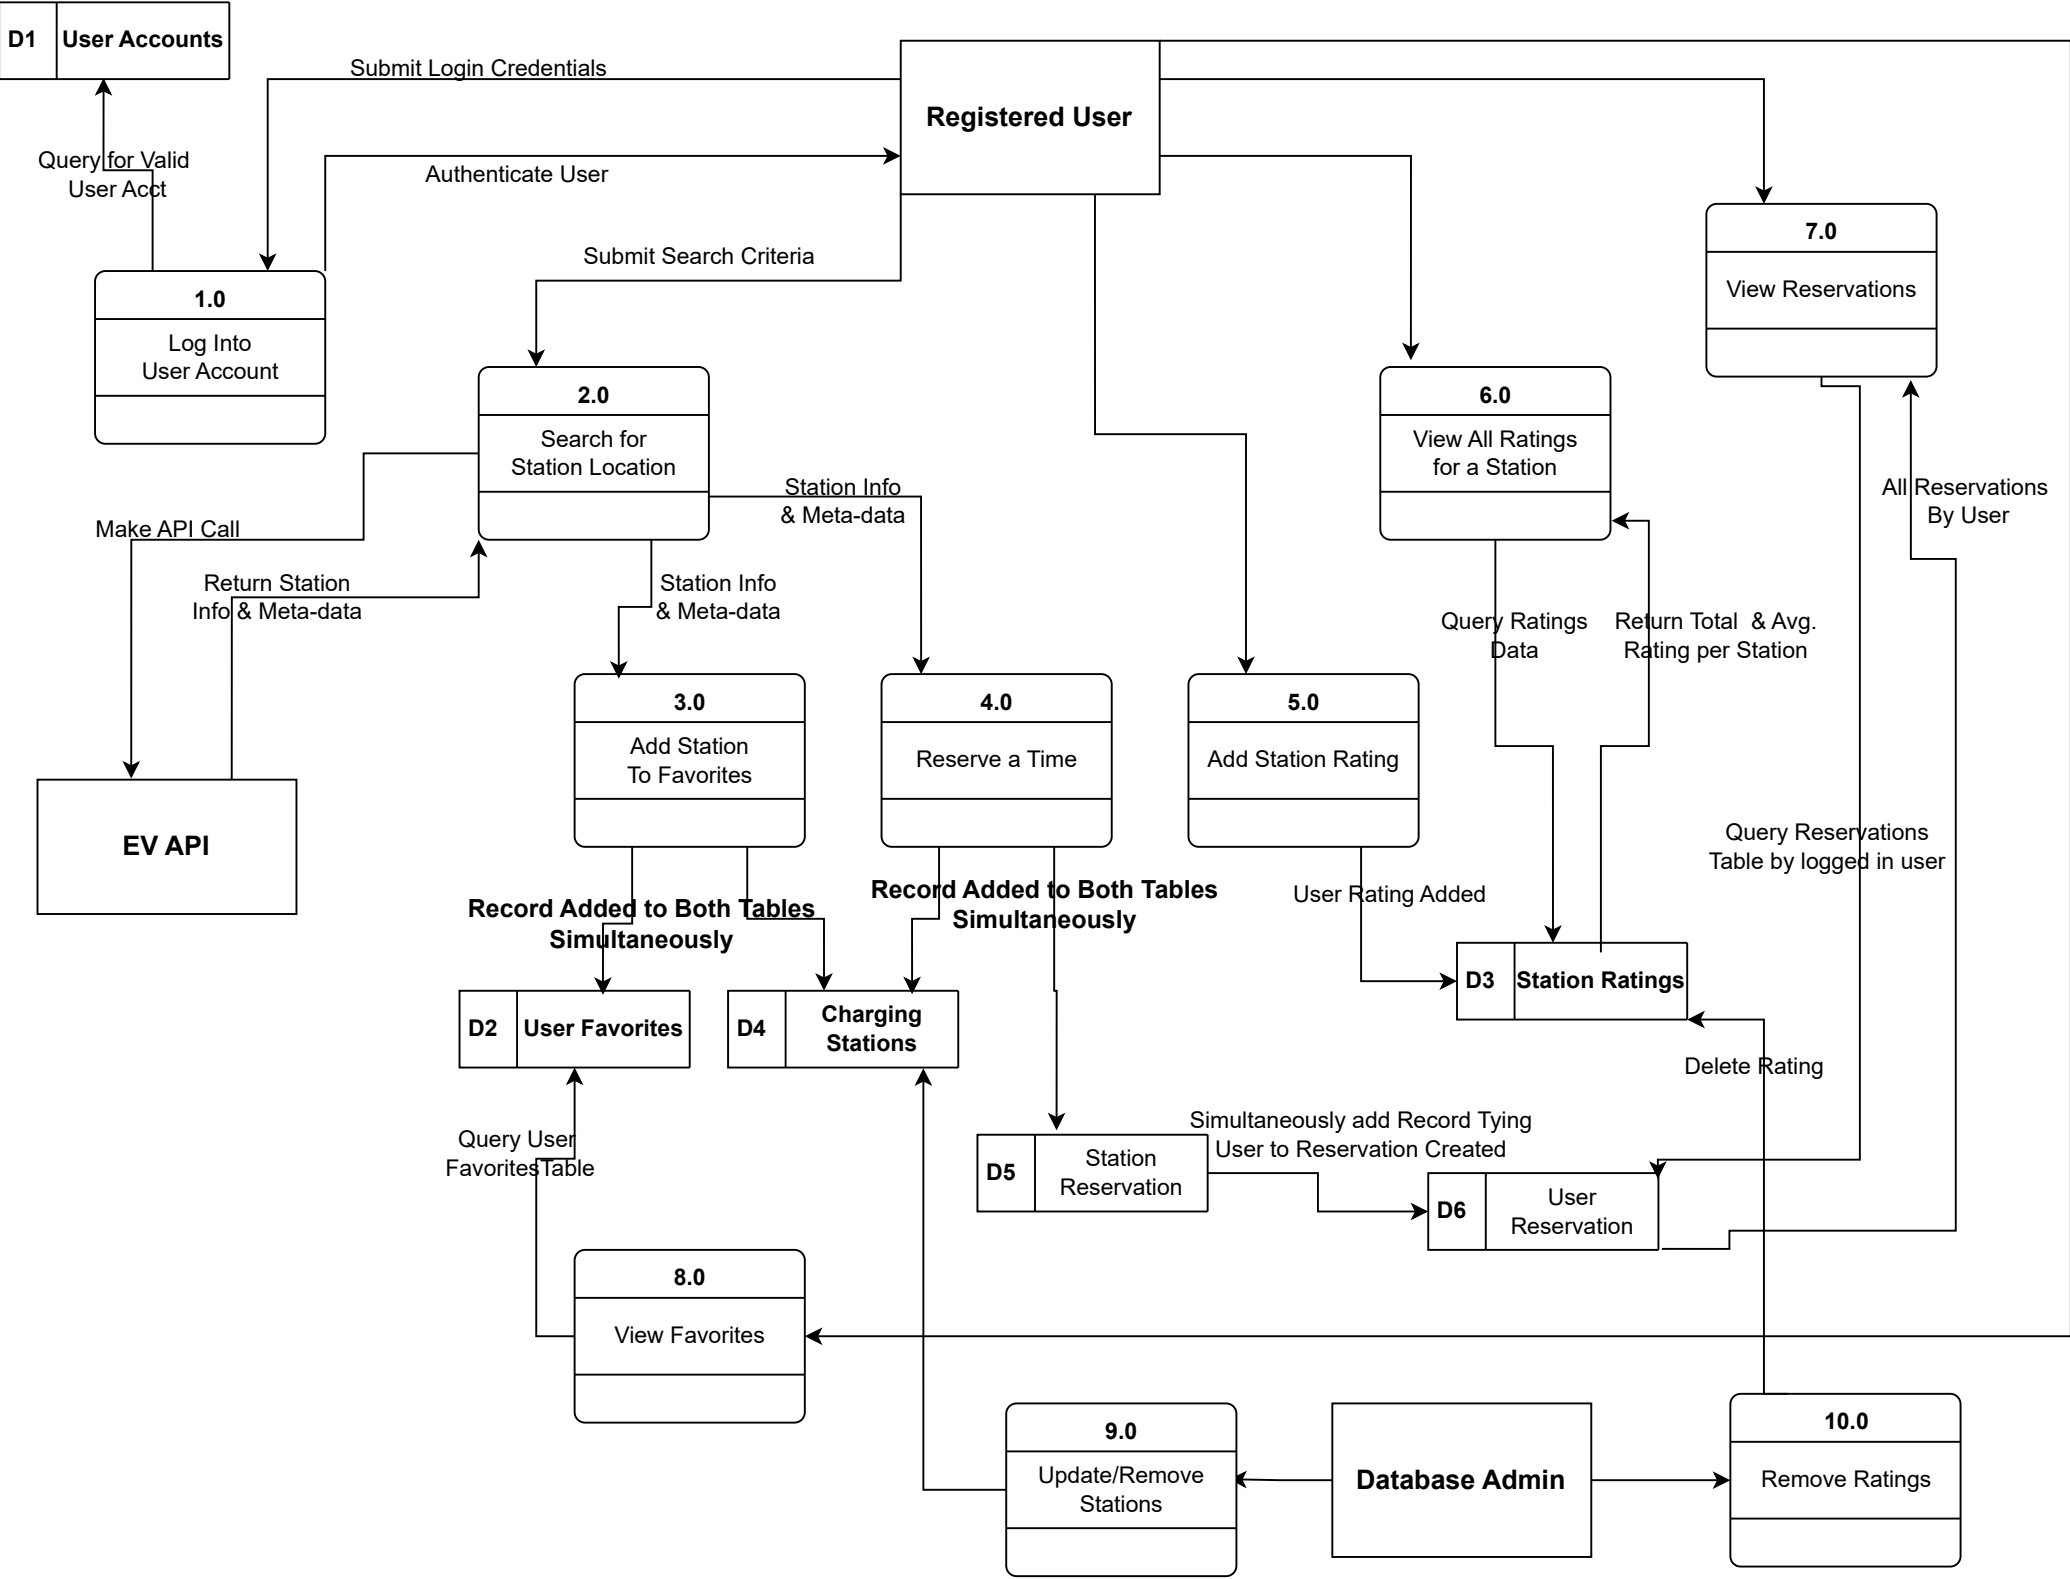 D1
User Accounts
Submit Login Credentials
Registered User
Query for Valid
User Acct
Authenticate User
7.0
View Reservations
Submit Search Criteria
1.0
Log Into
User Account
2.0
Search for
Station Location
6.0
View All Ratings
for a Station
Station Info
& Meta-data
All Reservations
By User
Make API Call
Return Station
Info & Meta-data
Station Info
& Meta-data
Query Ratings
Data
Return Total  & Avg.
Rating per Station
3.0
Add Station
To Favorites
4.0
Reserve a Time
5.0
Add Station Rating
EV API
Query Reservations
Table by logged in user
Record Added to Both Tables
Simultaneously
Record Added to Both Tables
Simultaneously
User Rating Added
D3
Station Ratings
D2
User Favorites
D4
Charging
Stations
Delete Rating
Query User
FavoritesTable
D5
Station
Reservation
Simultaneously add Record Tying
User to Reservation Created
D6
User
Reservation
8.0
View Favorites
9.0
Update/Remove
Stations
Database Admin
10.0
Remove Ratings